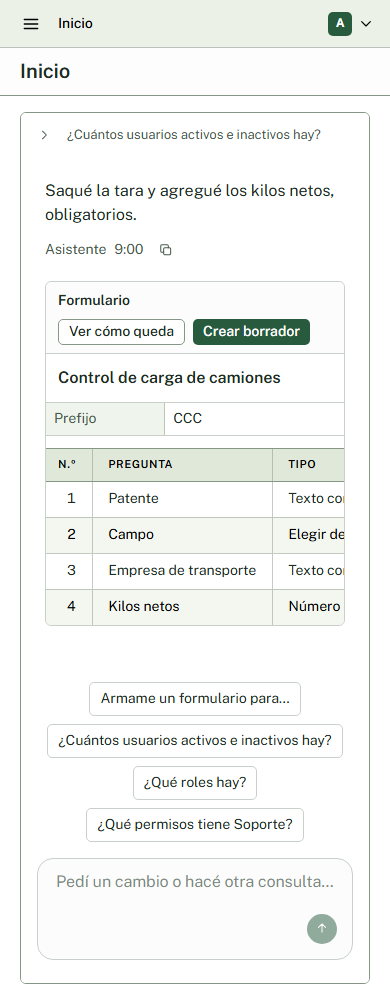 Inicio
A
Inicio
¿Cuántos usuarios activos e inactivos hay?
Saqué la tara y agregué los kilos netos,
obligatorios.
Asistente 9:00
Formulario
Ver cómo queda
Crear borrador
Control de carga de camiones
Prefijo CCC
N.º PREGUNTA TIPO
1 Patente Texto
2 Campo Elegir
3 Empresa de transporte Texto
4 Kilos netos Número
Armame un formulario para...
¿Cuántos usuarios activos e inactivos hay?
¿Qué roles hay?
¿Qué permisos tiene Soporte?
Pedí un cambio o hacé otra consulta...